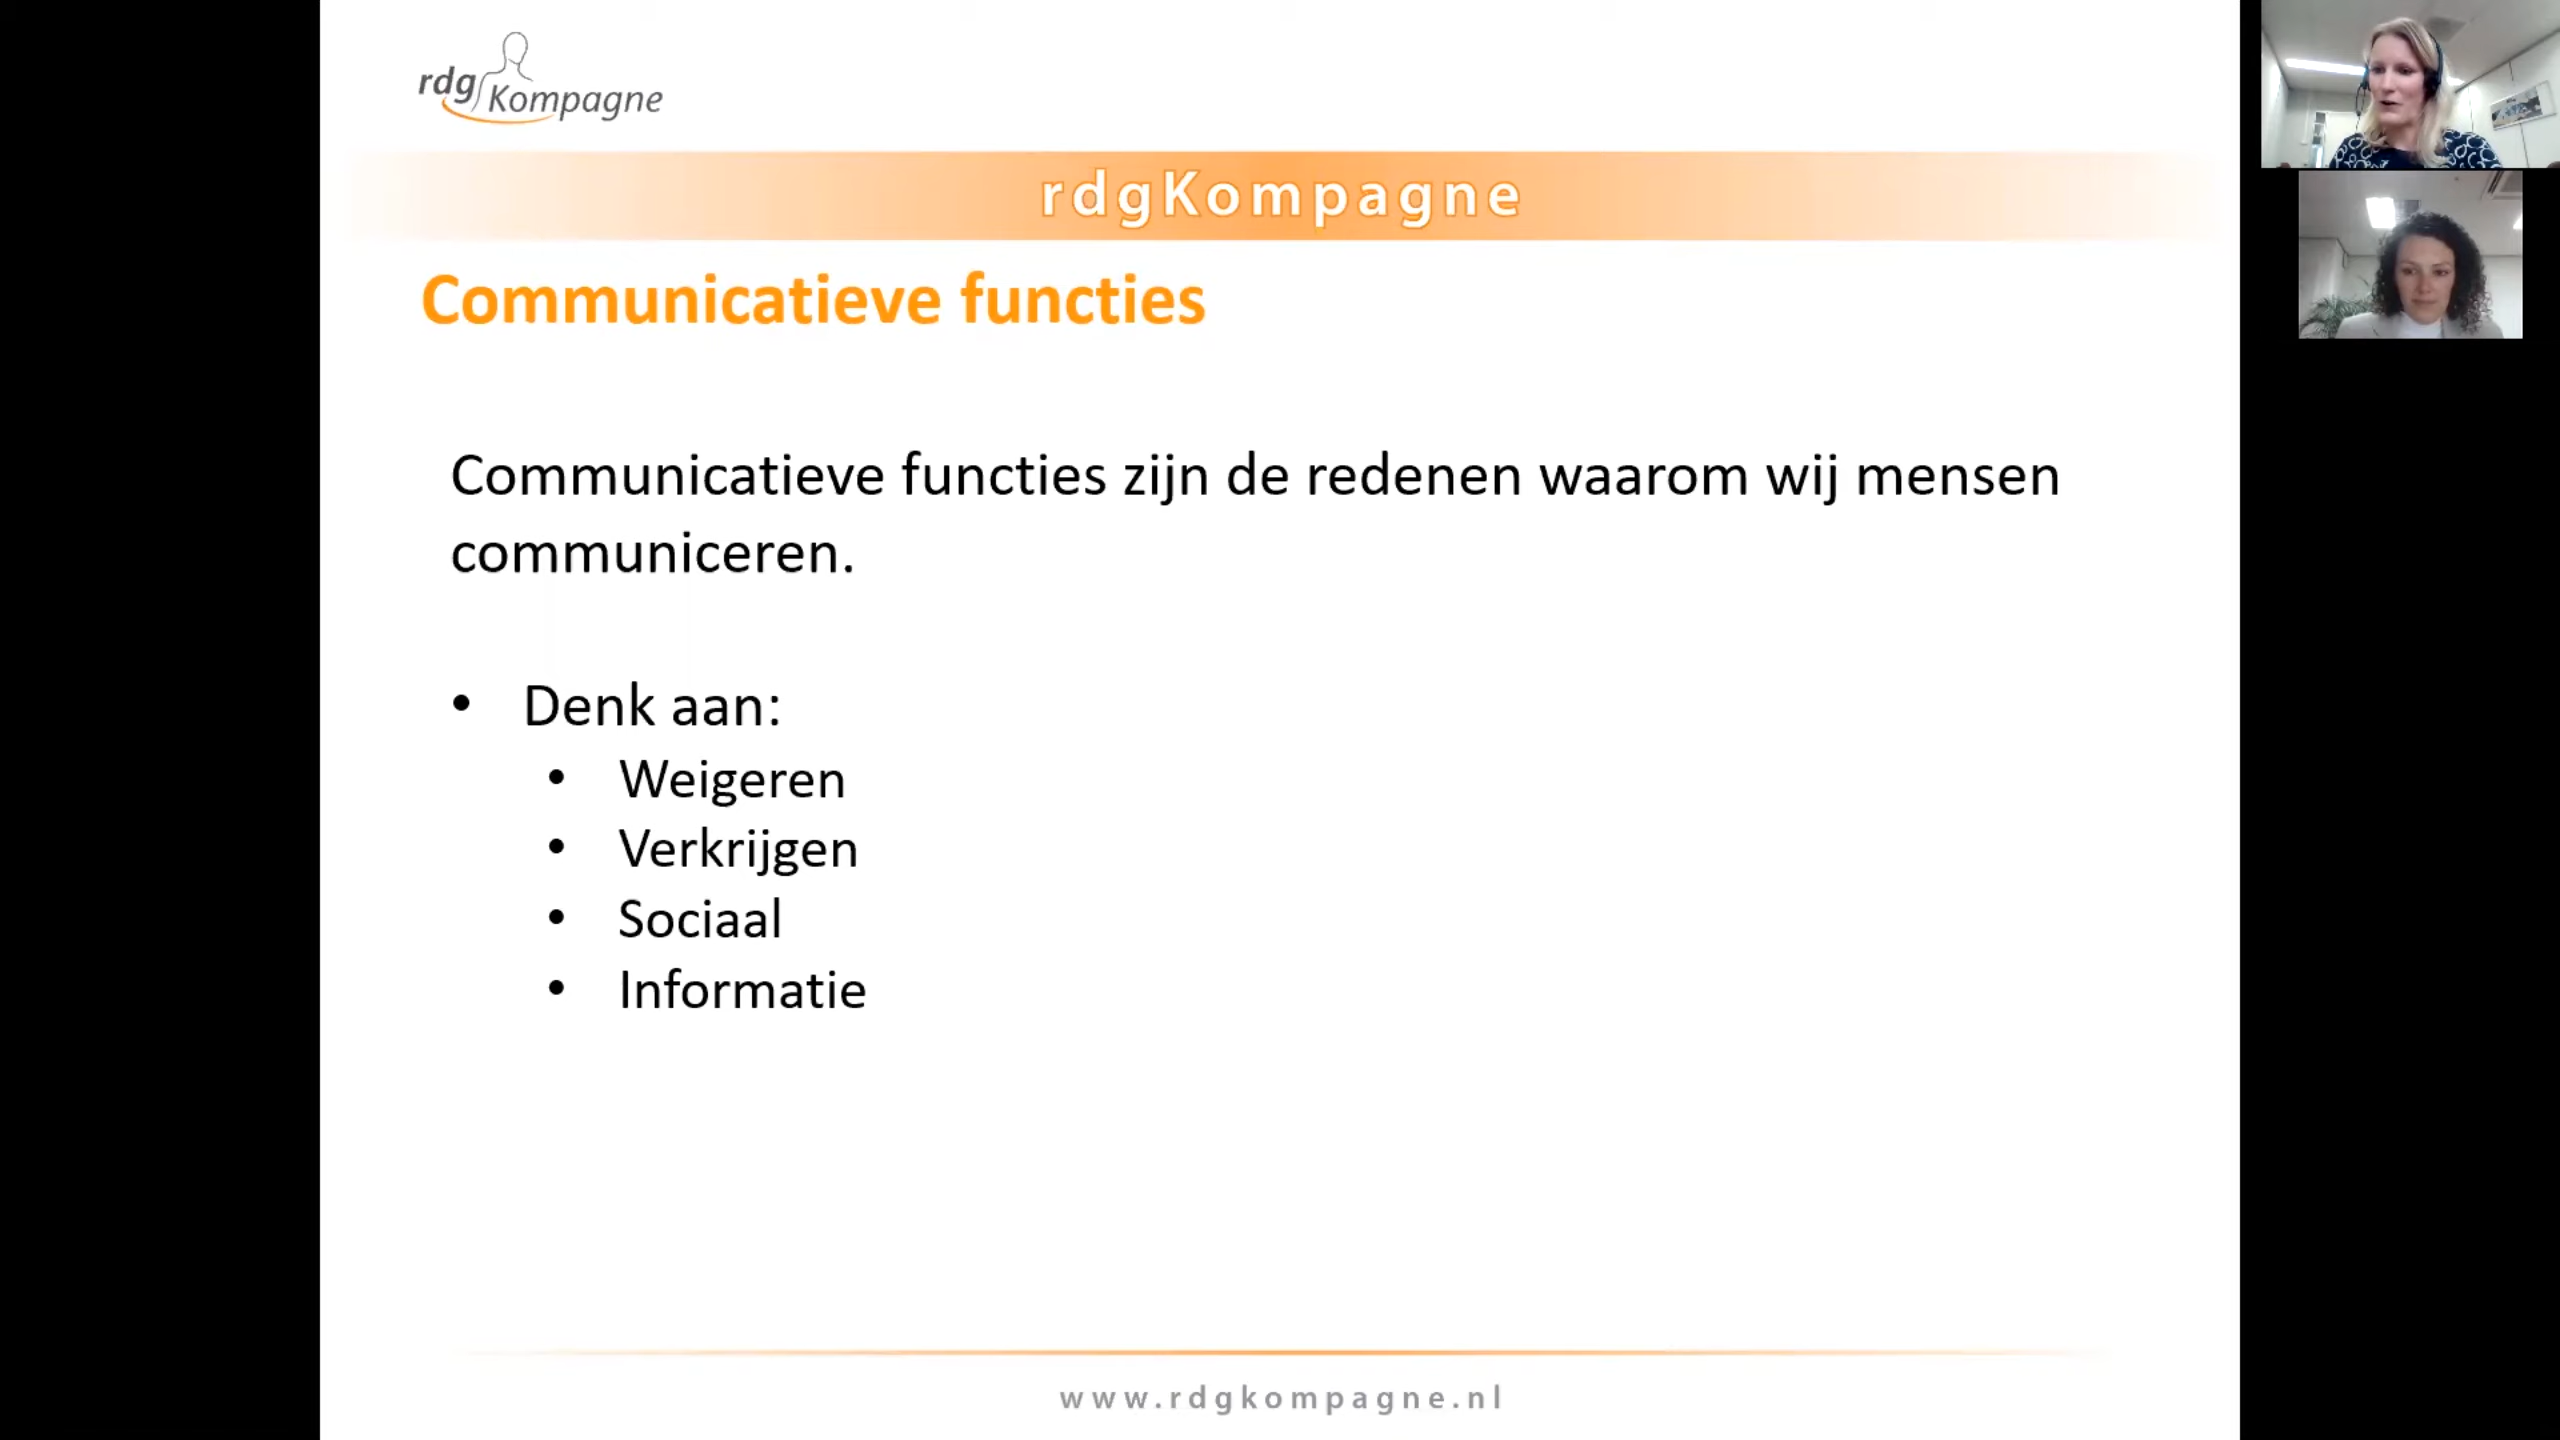 rdg Kompagne
rdgKompagne
Communicatieve functies
Communicatieve functies zijn de redenen waarom wij mensen
communiceren.
• Denk aan:
• Weigeren
• Verkrijgen
• Sociaal
• Informatie
www.rdgkompagne.nl